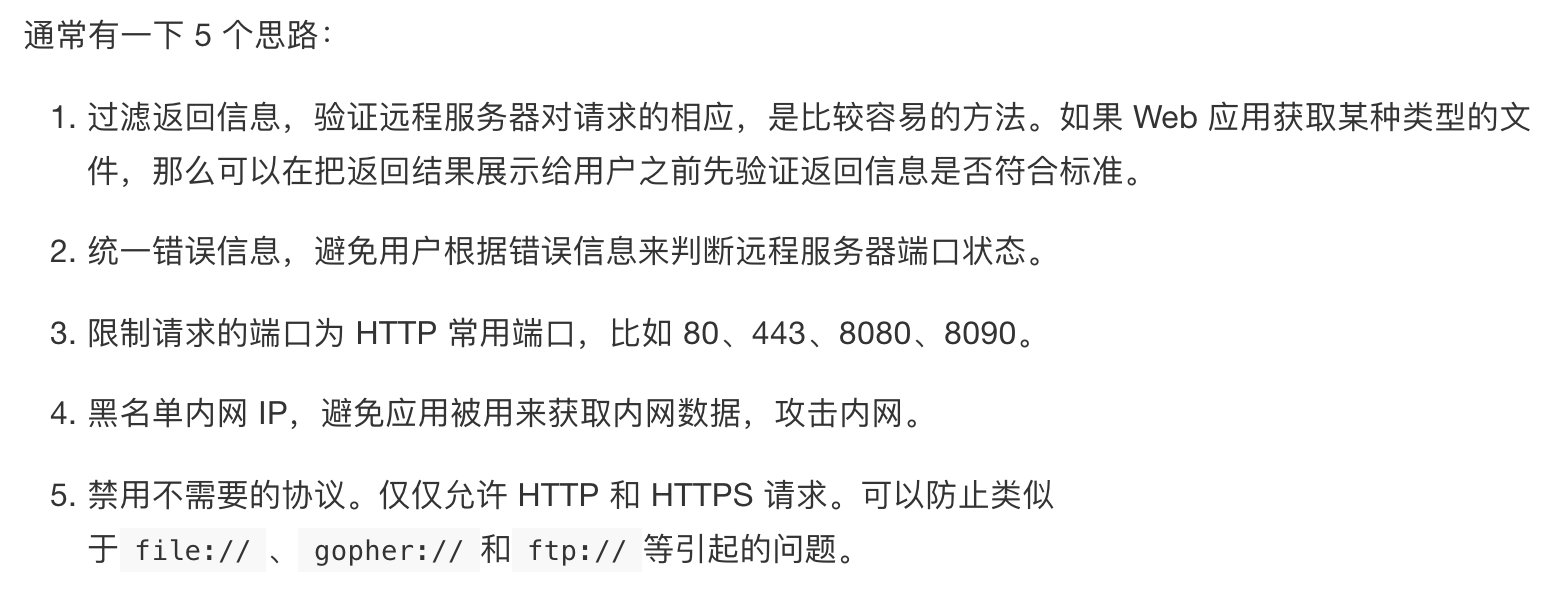 通常有一下 5 个思路：
1. 过滤返回信息，验证远程服务器对请求的相应，是比较容易的方法。如果 Web 应用获取某种类型的文
件，那么可以在把返回结果展示给用户之前先验证返回信息是否符合标准。
2. 统一错误信息，避免用户根据错误信息来判断远程服务器端口状态。
3. 限制请求的端口为 HTTP 常用端口，比如 80、443、8080、8090。
4. 黑名单内网 IP，避免应用被用来获取内网数据，攻击内网。
5. 禁用不需要的协议。仅仅允许 HTTP 和 HTTPS 请求。可以防止类似
于 file:// 、 gopher:// 和 ftp:// 等引起的问题。